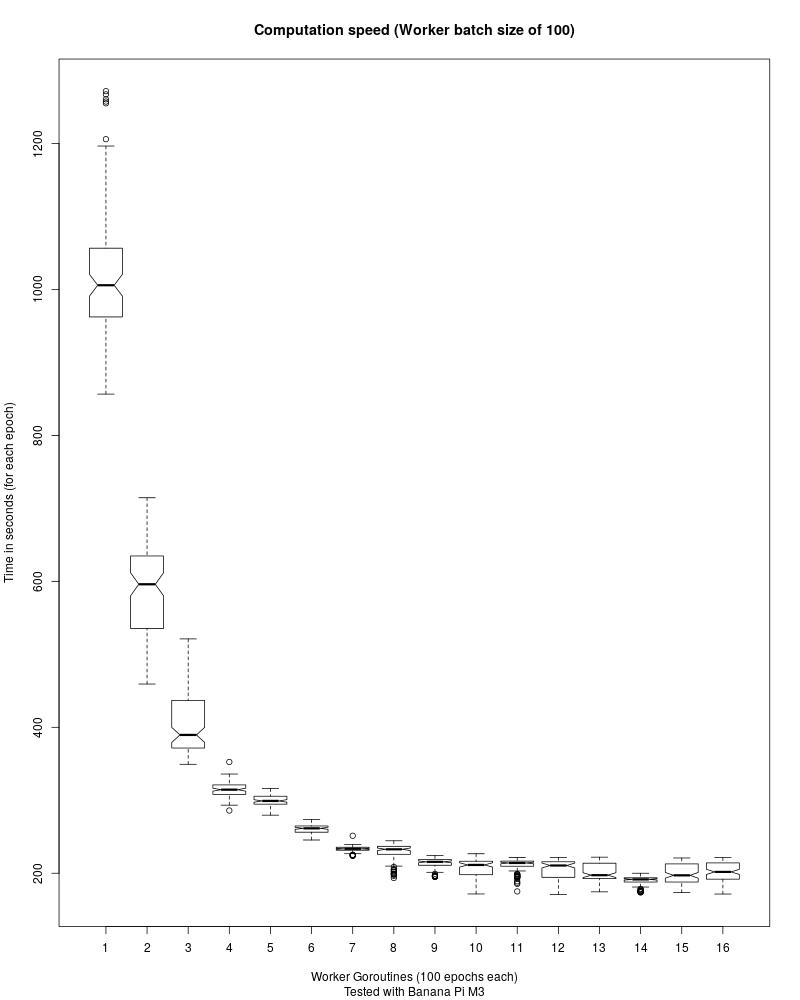 Computation speed (Worker batch size of 100)
Time in seconds (for each epoch)
1200
1000
800
600
400
200
1 2 3 4 5 6 7 8 9 10 11 12 13 14 15 16
Worker Goroutines (100 epochs each)
Tested with Banana Pi M3